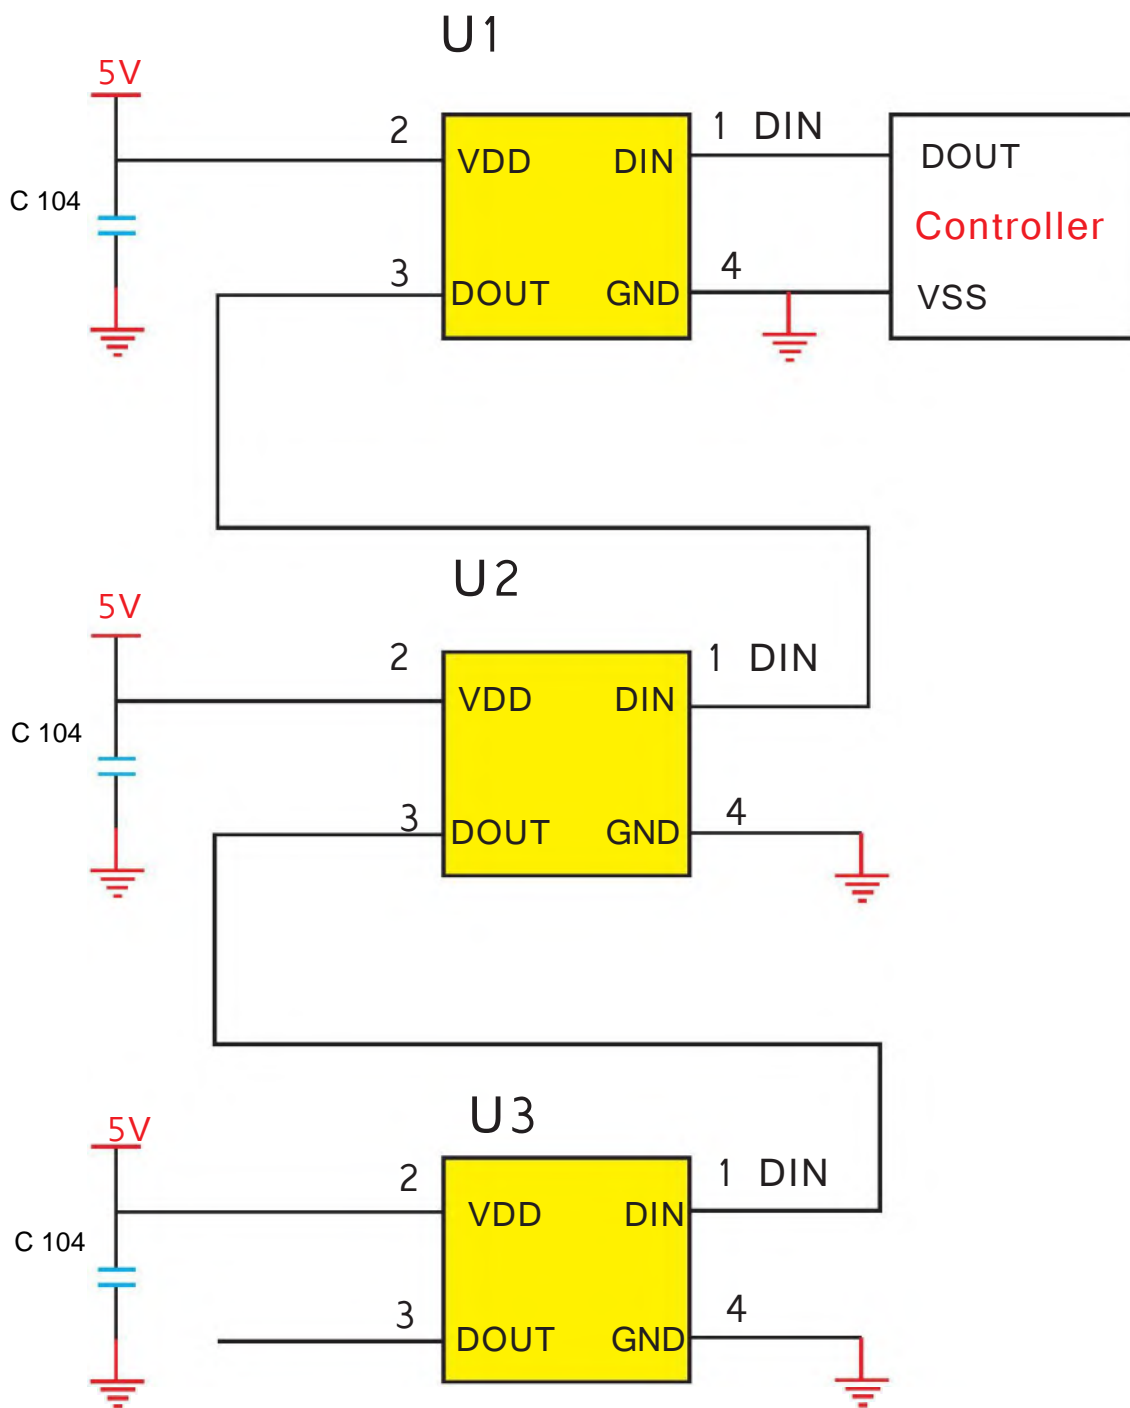 U1
5V
2
1 DIN
VDD
DIN
DOUT
C 104
Controller
3
4
DOUT
GND
VSS
U2
5V
2
1 DIN
VDD
DIN
C 104
3
4
DOUT
GND
U3
5V
2
1 DIN
VDD
DIN
C 104
3
4
DOUT
GND